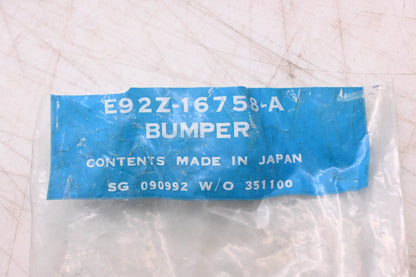 E92Z-16758-A
BUMPER
CONTENTS MADE IN JAPAN
SG 090992 W/O 351100